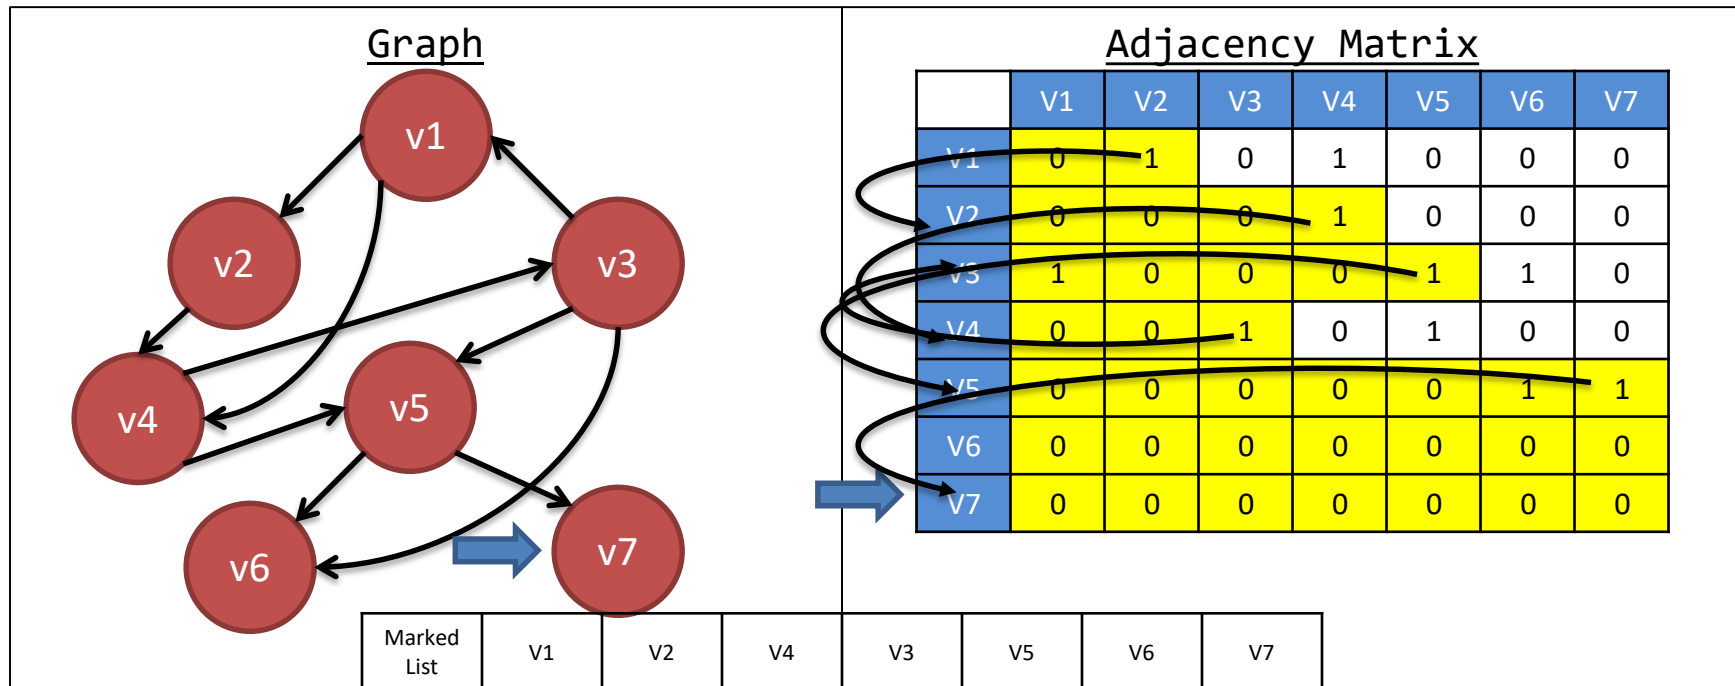 Graph
v1
v2
v3
v4
v5
v6
v7
Adjacency Matrix
V1 V2 V3 V4 V5 V6 V7
V1 0 1 0 1 0 0 0
V2 0 0 0 1 0 0 0
V3 1 0 0 0 1 1 0
V4 0 0 1 0 1 0 0
V5 0 0 0 0 0 1 1
V6 0 0 0 0 0 0 0
V7 0 0 0 0 0 0 0
Marked
List V1 V2 V4 V3 V5 V6 V7